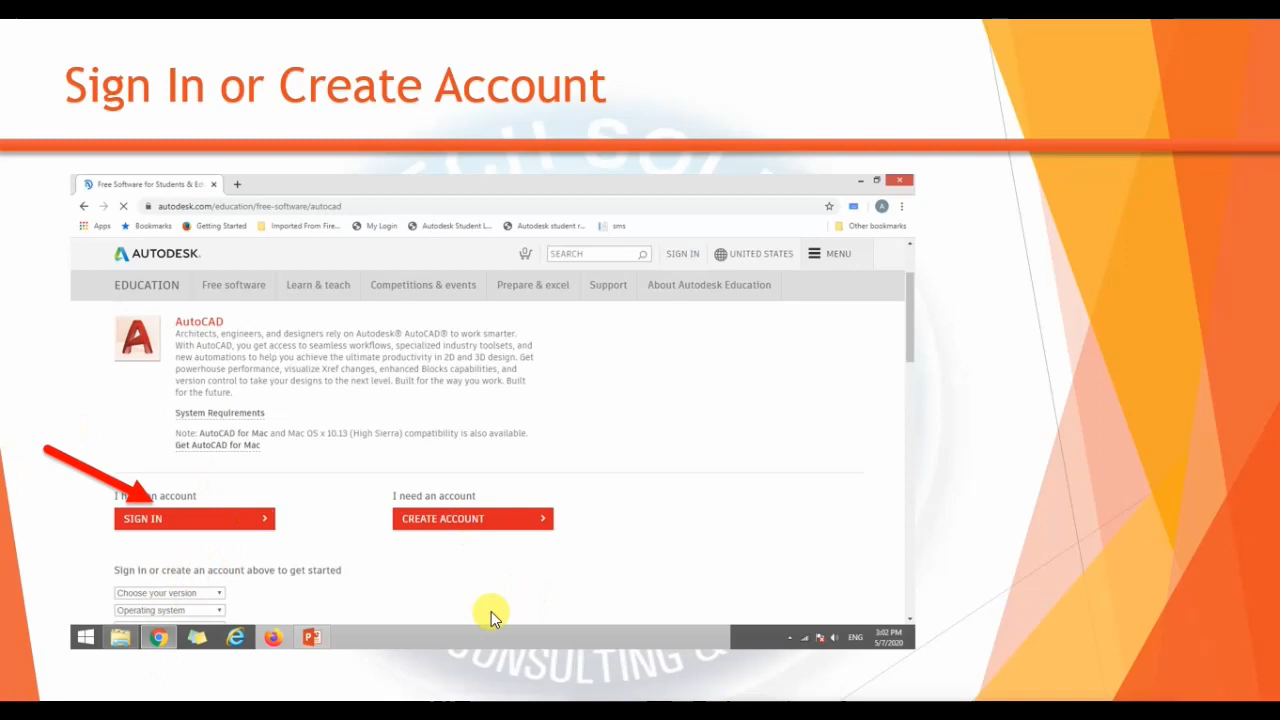 Sign In or Create Account
Free Software for Students & Ed
autodesk.com/education/free-software/autocad
Apps Bookmarks Getting Started Imported From Fire... My Login Autodesk Student L... Autodesk student r... sms Other bookmarks
AUTODESK. SEARCH SIGN IN UNITED STATES MENU
EDUCATION Free software Learn & teach Competitions & events Prepare & excel Support About Autodesk Education
AutoCAD
Architects, engineers, and designers rely on Autodesk® AutoCAD® to work smarter.
With AutoCAD, you get access to seamless workflows, specialized industry toolsets, and
new automations to help you achieve the ultimate productivity in 2D and 3D design. Get
powerhouse performance, visualize Xref changes, enhanced Blocks capabilities, and
version control to take your designs to the next level. Built for the way you work. Built
for the future.
System Requirements
Note: AutoCAD for Mac and Mac OS x 10.13 (High Sierra) compatibility is also available.
Get AutoCAD for Mac
I an account I need an account
SIGN IN CREATE ACCOUNT
Sign in or create an account above to get started
Choose your version
Operating system
ENG 3:02 PM
5/7/2020
CONSULTING &